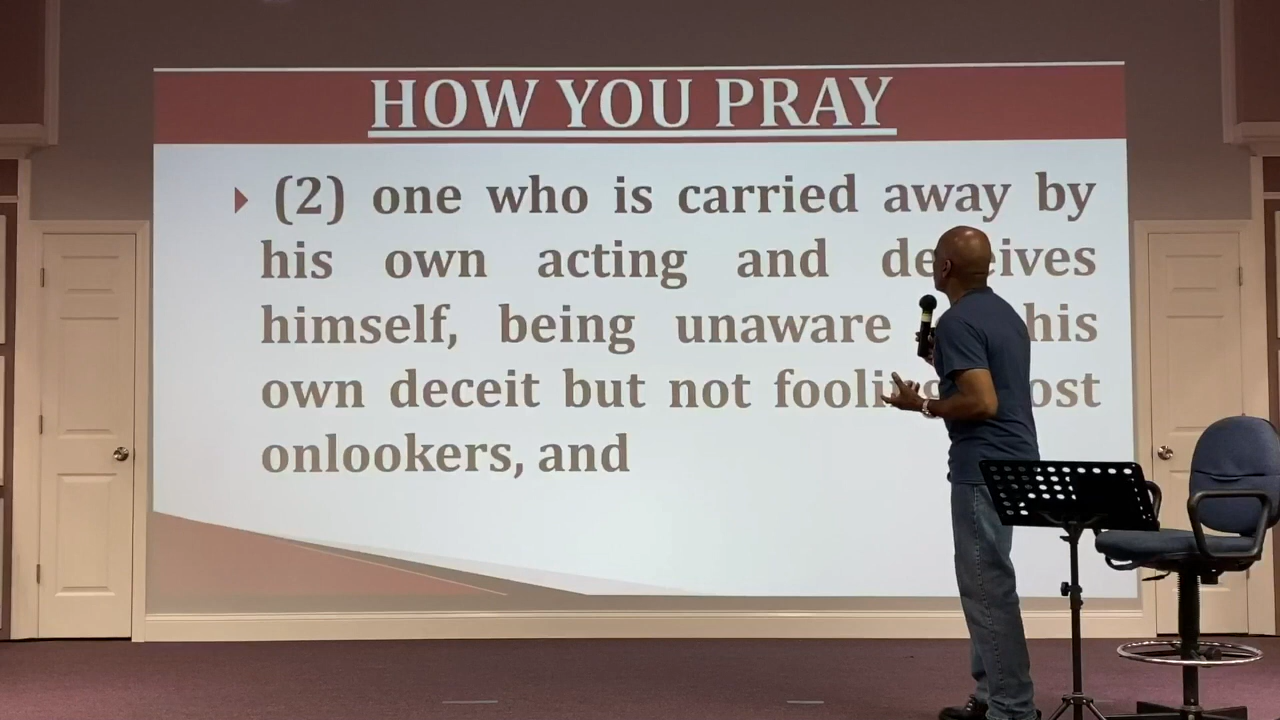 HOW YOU PRAY
(2) one who is carried away by
his own acting and
himself, being unaware his
own deceit but not
onlookers, and